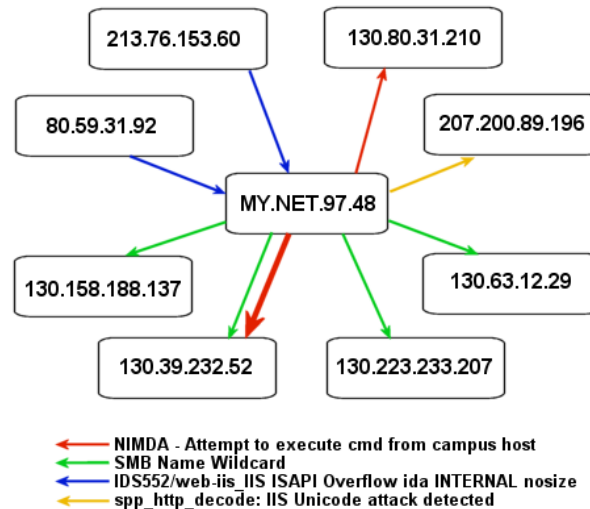 213.76.153.60
130.80.31.210
80.59.31.92
207.200.89.196
MY.NET.97.48
130.158.188.137
130.63.12.29
130.39.232.52
130.223.233.207
NIMDA - Attempt to execute cmd from campus host
SMB Name Wildcard
IDS552/web-iis_IIS ISAPI Overflow ida INTERNAL nosize
spp_http_decode: IIS Unicode attack detected